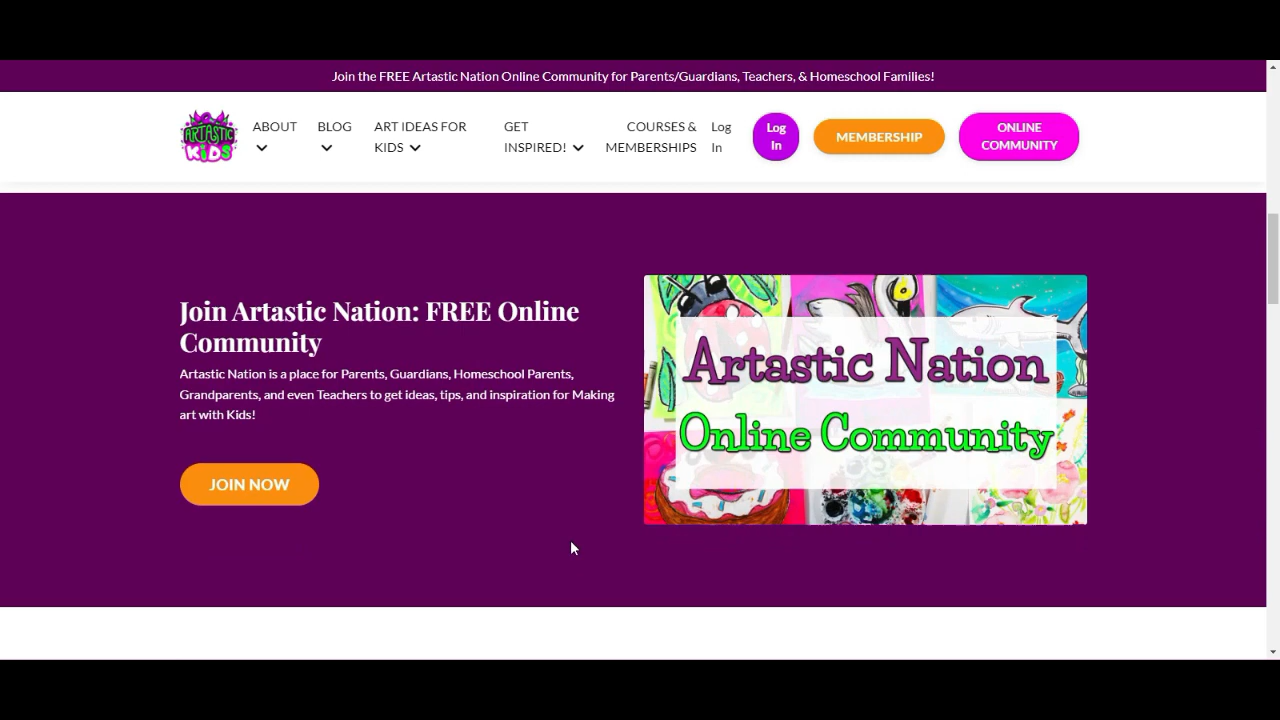 Join the FREE Artastic Nation Online Community for Parents/Guardians, Teachers, & Homeschool Families!
ARTASTIC
KIDS
ABOUT
BLOG
ART IDEAS FOR
KIDS
GET
INSPIRED!
COURSES &
MEMBERSHIPS
Log
In
Log
In
MEMBERSHIP
ONLINE
COMMUNITY
Join Artastic Nation: FREE Online
Community
Artastic Nation is a place for Parents, Guardians, Homeschool Parents,
Grandparents, and even Teachers to get ideas, tips, and inspiration for Making
art with Kids!
JOIN NOW
Artastic Nation
Online Community